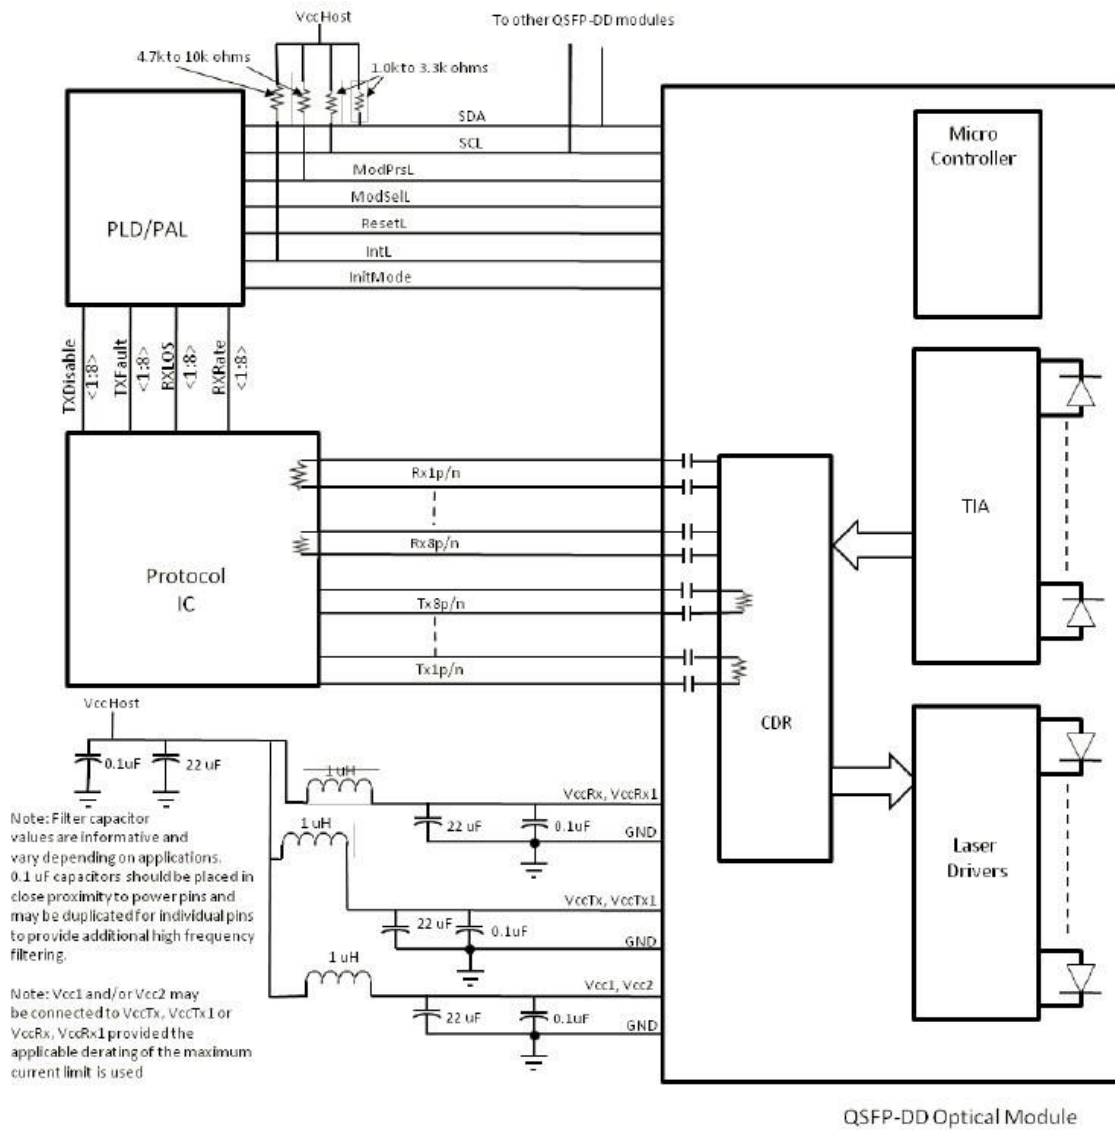 Vcc Host
To other QSFP-DD modules
4.7k to 10k ohms
1.0k to 3.3k ohms
SDA
SCL
ModPrsL
ModSelL
ResetL
IntL
InitMode
PLD/PAL
Micro
Controller
TXDisable
<1:8>
TXFault
<1:8>
RXLOS
<1:8>
RXRate
<1:8>
Rx1p/n
Rx8p/n
Tx8p/n
Tx1p/n
Protocol
IC
TIA
CDR
Laser
Drivers
Vcc Host
0.1uF
22 uF
1 uH
VccRx, VccRx1
22 uF
0.1uF
GND
1 uH
VccTx, VccTx1
22 uF
0.1uF
GND
1 uH
Vcc1, Vcc2
22 uF
0.1uF
GND
Note: Filter capacitor
values are informative and
vary depending on applications.
0.1 uF capacitors should be placed in
close proximity to power pins and
may be duplicated for individual pins
to provide additional high frequency
filtering.
Note: Vcc1 and/or Vcc2 may
be connected to VccTx, VccTx1 or
VccRx, VccRx1 provided the
applicable derating of the maximum
current limit is used
QSFP-DD Optical Module